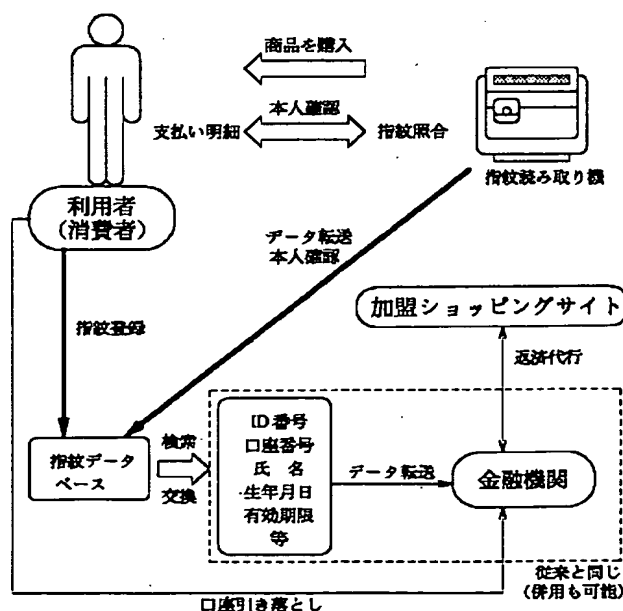 商品を購入
本人確認
支払い明細
指紋照合
指紋読み取り機
利用者
(消費者)
データ転送
本人確認
加盟ショッピングサイト
指紋登録
返済代行
指紋データ
ベース
検索
交換
ID番号
口座番号
氏 名
生年月日
有効期限
等
データ転送
金融機関
従来と同じ
(併用も可能)
口座引き落とし